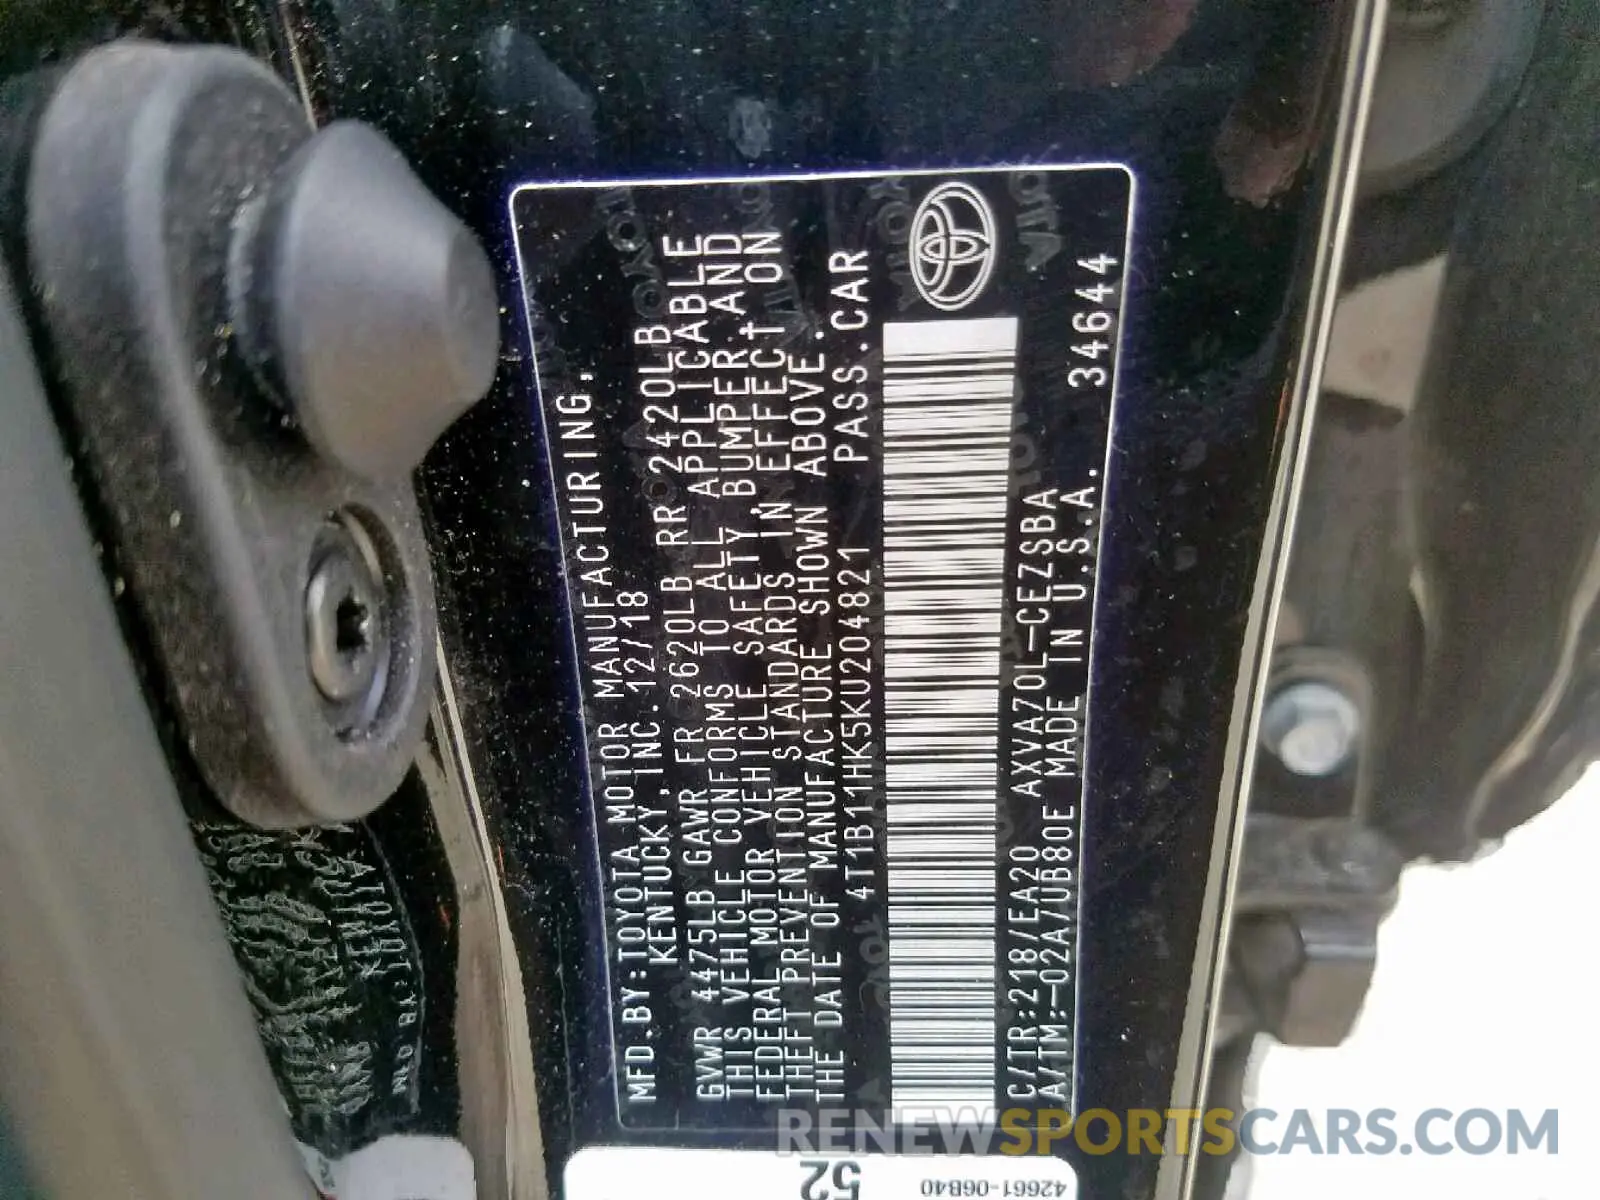 MFD.BY:TOYOTA MOTOR MANUFACTURING,
KENTUCKY,INC.12/18
GVWR 4475LB GAWR FR 2620LB RR 2420LB
THIS VEHICLE CONFORMS TO ALL APPLICABLE
FEDERAL MOTOR VEHICLE SAFETY,BUMPER,AND
THEFT PREVENTION STANDARDS IN EFFECT ON
THE DATE OF MANUFACTURE SHOWN ABOVE.
4T1B11HK5KU204821 PASS.CAR
C/TR:218/EA20 AXVA70L-CEZSBA
A/TM:-02A/UB80E MADE IN U.S.A. 34644
52
42661-06B40
RENEWSPORTSCARS.COM